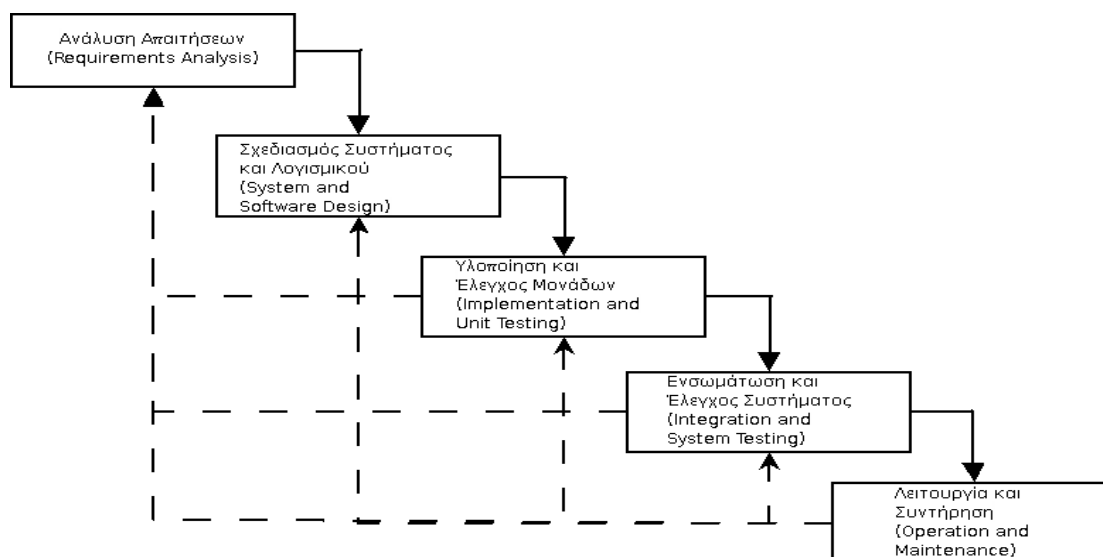 Ανάλυση Απαιτήσεων
(Requirements Analysis)
Σχεδιασμός Συστήματος
και Λογισμικού
(System and
Software Design)
Υλοποίηση και
Έλεγχος Μονάδων
(Implementation and
Unit Testing)
Ενσωμάτωση και
Έλεγχος Συστήματος
(Integration and
System Testing)
Λειτουργία και
Συντήρηση
(Operation and
Maintenance)